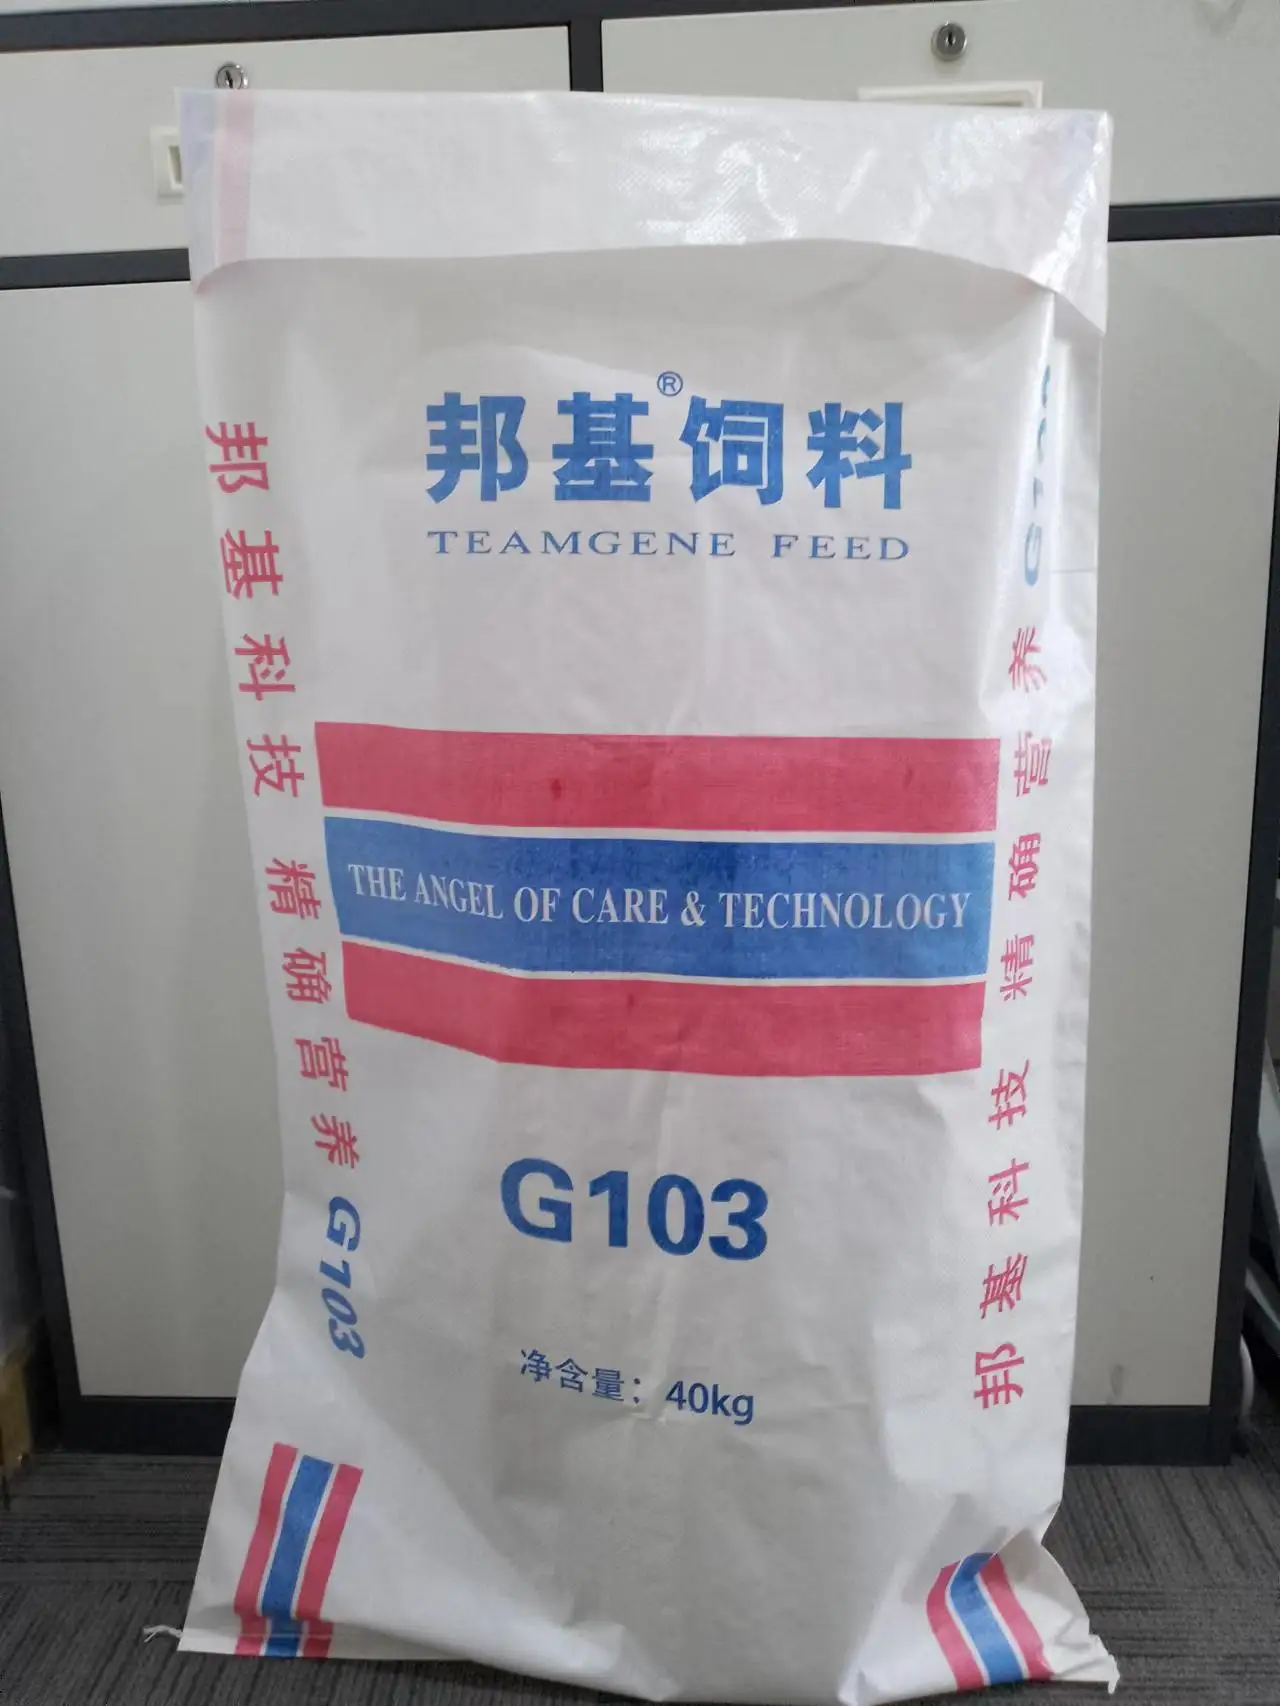 邦基®饲料
TEAMGENE FEED
THE ANGEL OF CARE & TECHNOLOGY
G103
净含量：40kg
邦基科技 精确营养 G103
邦基科技 精确营养 G103